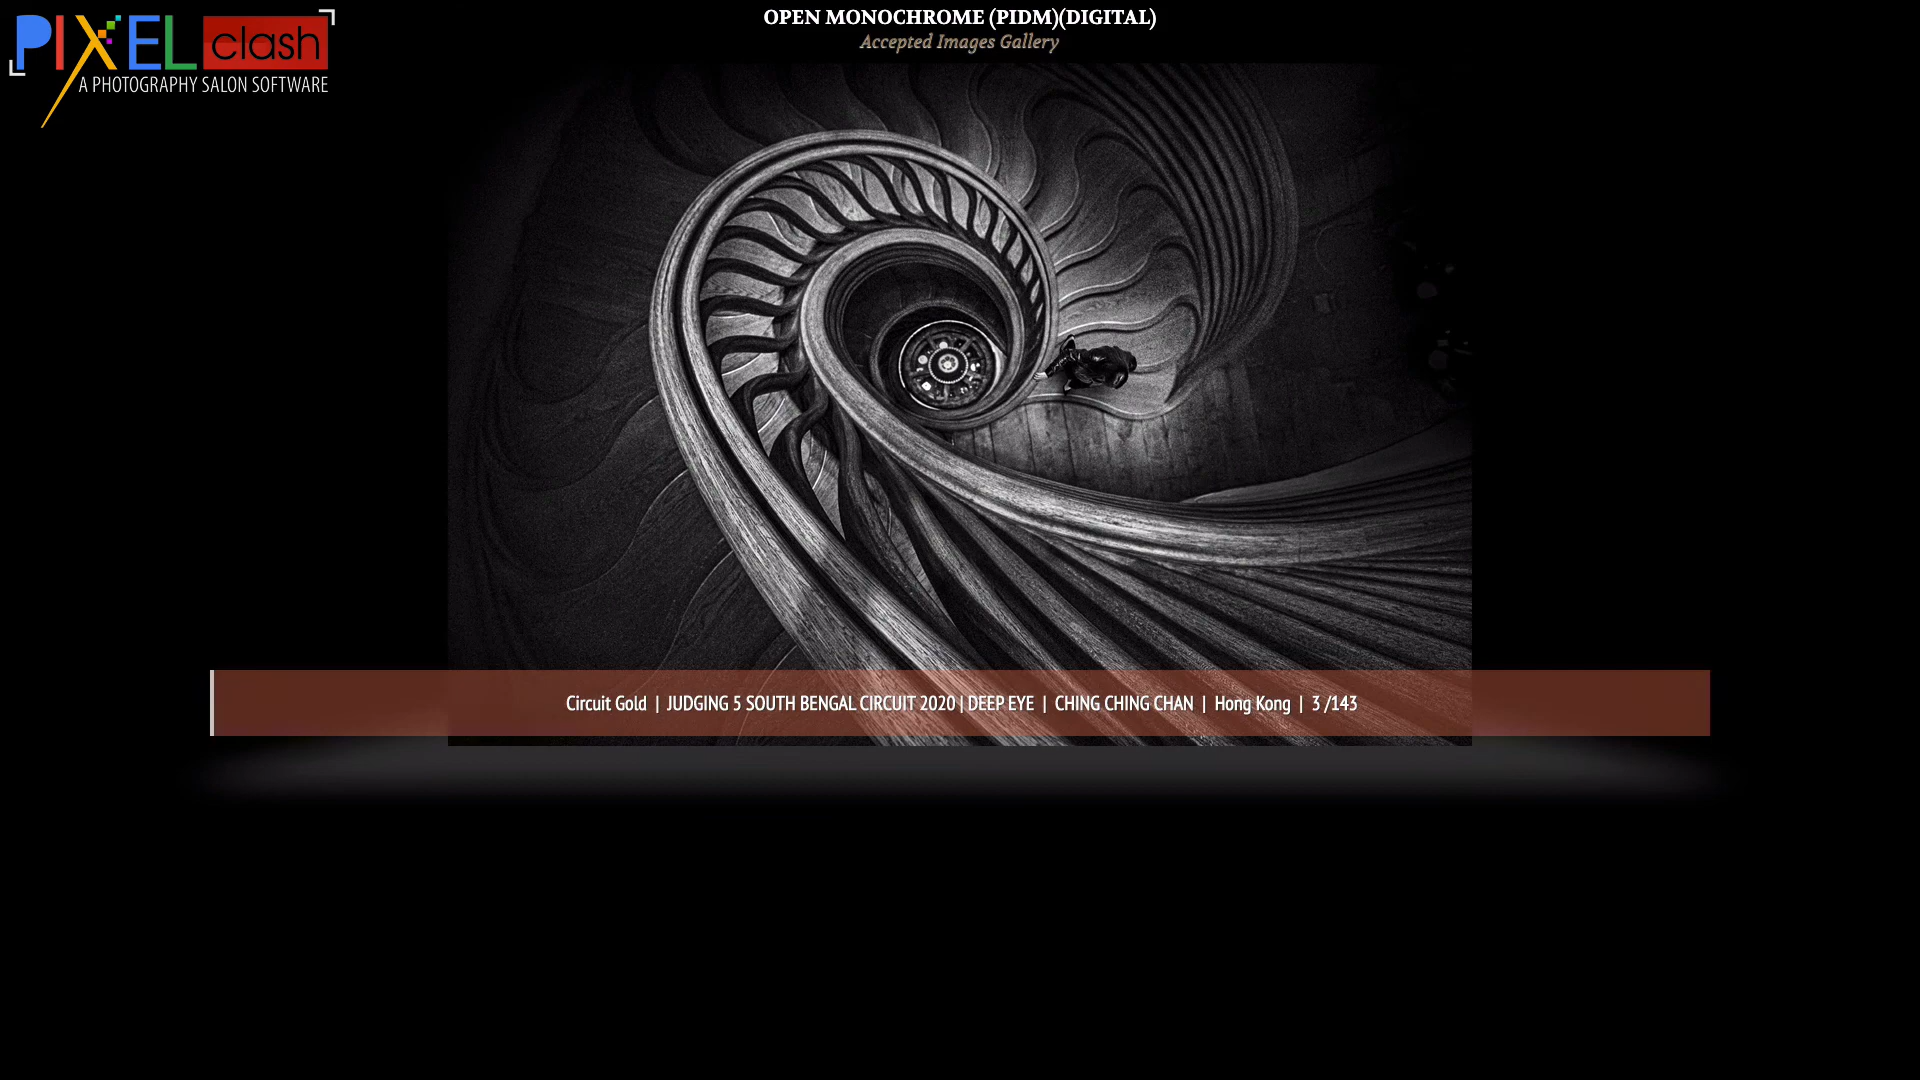 PIXEL clash
A PHOTOGRAPHY SALON SOFTWARE
OPEN MONOCHROME (PIDM)(DIGITAL)
Accepted Images Gallery
Circuit Gold | JUDGING 5 SOUTH BENGAL CIRCUIT 2020 | DEEP EYE | CHING CHING CHAN | Hong Kong | 3 /143